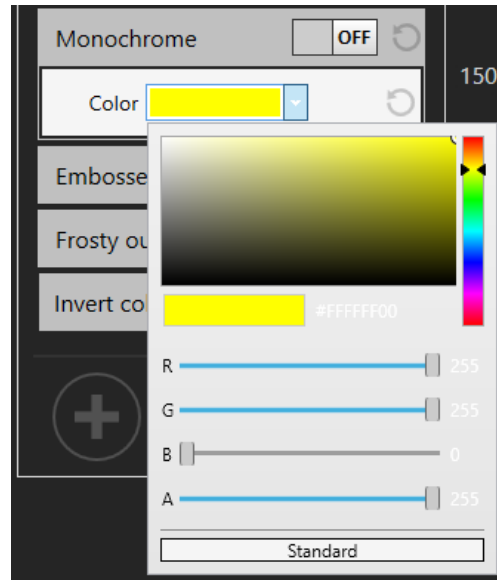 Monochrome OFF
150
Color
Embosse
Frosty ou
Invert col
#FFFFFF00
R 255
G 255
B 0
A 255
Standard